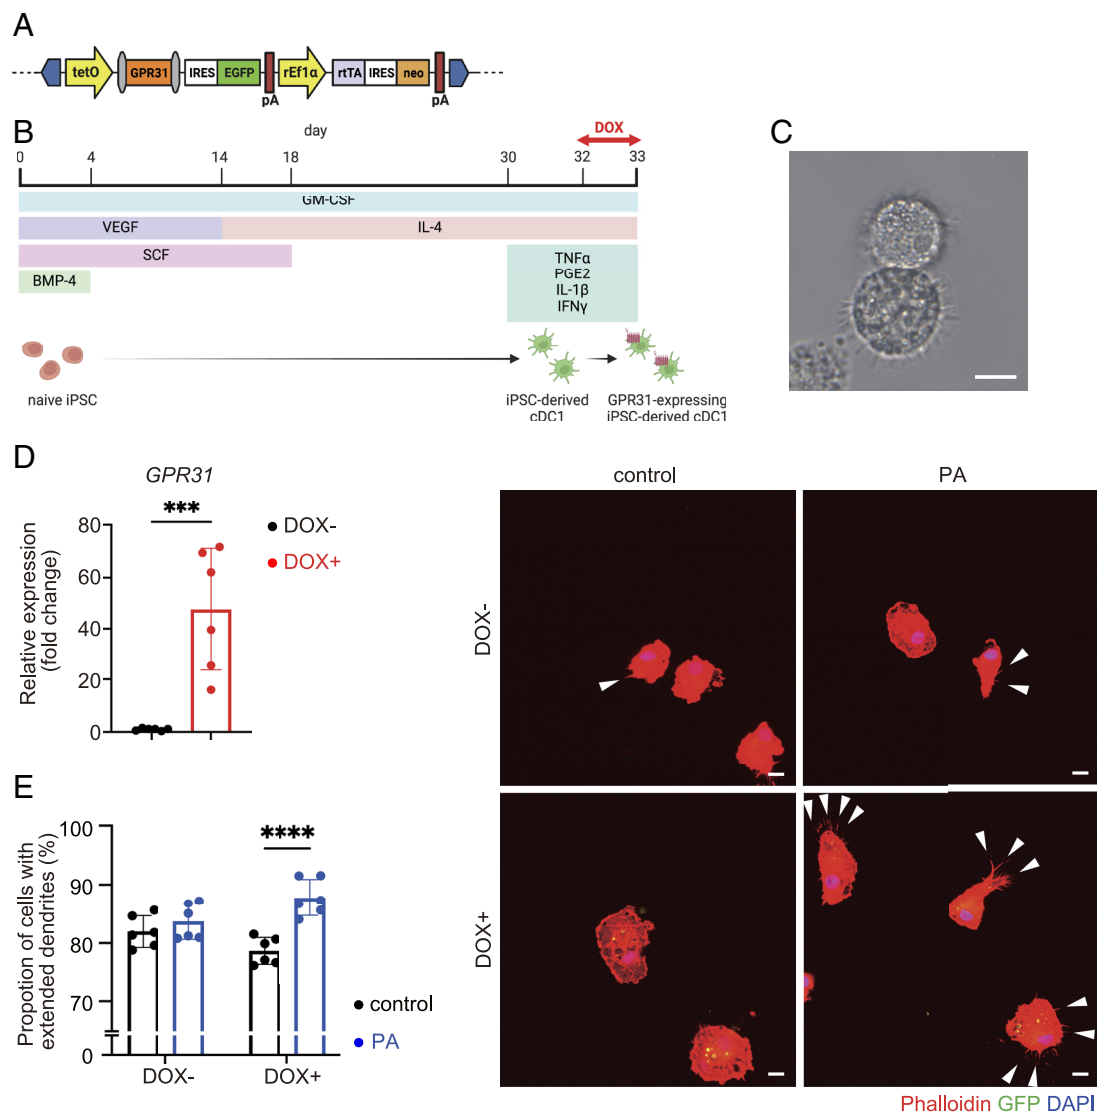 A
tetO GPR31 IRES EGFP rEf1α rtTA IRES neo
pA pA
B
day
DOX
0 4 14 18 30 32 33
GM-CSF
VEGF IL-4
SCF
BMP-4
TNFα
PGE2
IL-1β
IFNγ
naive iPSC
iPSC-derived
cDC1
GPR31-expressing
iPSC-derived cDC1
C
D
GPR31
***
Relative expression
(fold change)
80
60
40
20
0
DOX-
DOX+
control PA
DOX-
DOX+
E
****
Propotion of cells with
extended dendrites (%)
100
90
80
70
0
DOX- DOX+
control
PA
Phalloidin GFP DAPI